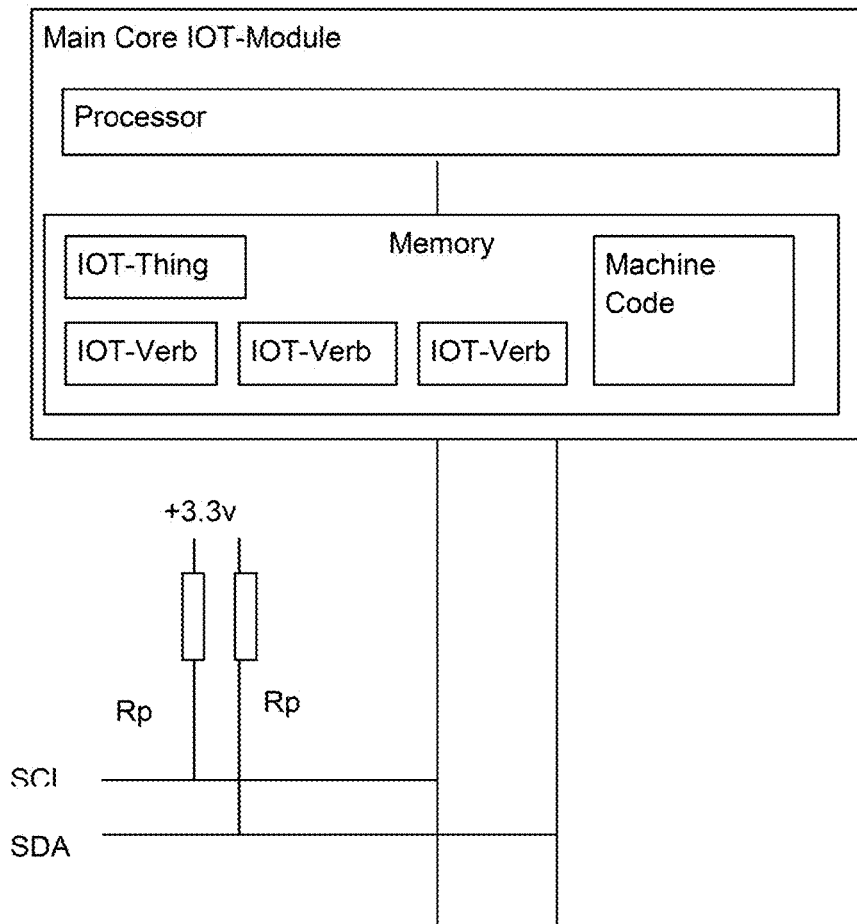 Main Core IOT-Module
Processor
Memory
IOT-Thing
Machine
Code
IOT-Verb
IOT-Verb
IOT-Verb
+3.3v
Rp
Rp
SCL
SDA